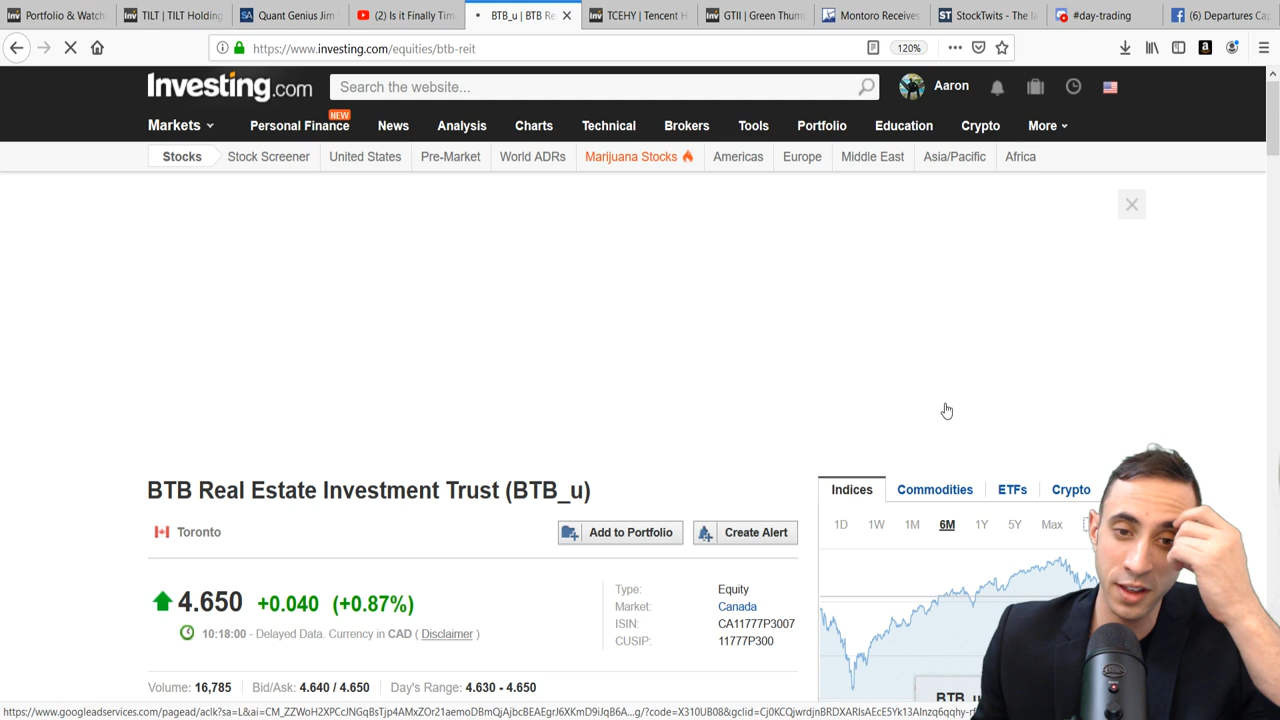 Portfolio & Watch
TILT | TILT Holding
Quant Genius Jim
(2) Is it Finally Tim
BTB_u | BTB Re
TCEHY | Tencent H
GTII | Green Thum
Montoro Receives
StockTwits - The la
#day-trading
(6) Departures Ca
https://www.investing.com/equities/btb-reit
120%
Investing.com
Search the website...
Aaron
NEW
Markets
Personal Finance
News
Analysis
Charts
Technical
Brokers
Tools
Portfolio
Education
Crypto
More
Stocks
Stock Screener
United States
Pre-Market
World ADRs
Marijuana Stocks
Americas
Europe
Middle East
Asia/Pacific
Africa
BTB Real Estate Investment Trust (BTB_u)
Toronto
Add to Portfolio
Create Alert
4.650 +0.040 (+0.87%)
10:18:00 - Delayed Data. Currency in CAD ( Disclaimer )
Type: Equity
Market: Canada
ISIN: CA11777P3007
CUSIP: 11777P300
Volume: 16,785 Bid/Ask: 4.640 / 4.650 Day's Range: 4.630 - 4.650
Indices
Commodities
ETFs
Crypto
1D 1W 1M 6M 1Y 5Y Max
BTB_u